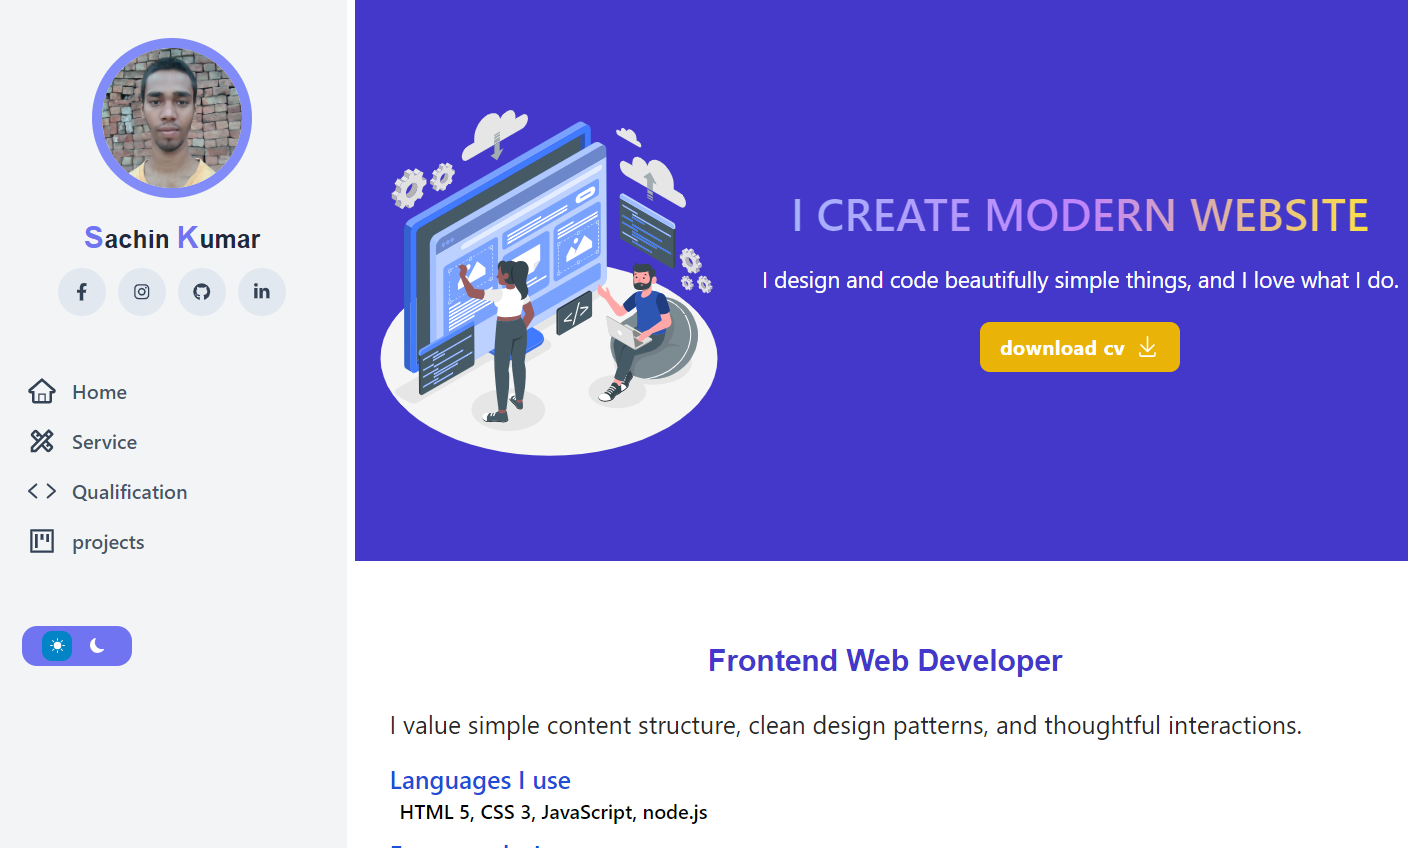 Sachin Kumar
Home
Service
Qualification
projects
I CREATE MODERN WEBSITE
I design and code beautifully simple things, and I love what I do.
download cv
</>
Frontend Web Developer
I value simple content structure, clean design patterns, and thoughtful interactions.
Languages I use
HTML 5, CSS 3, JavaScript, node.js